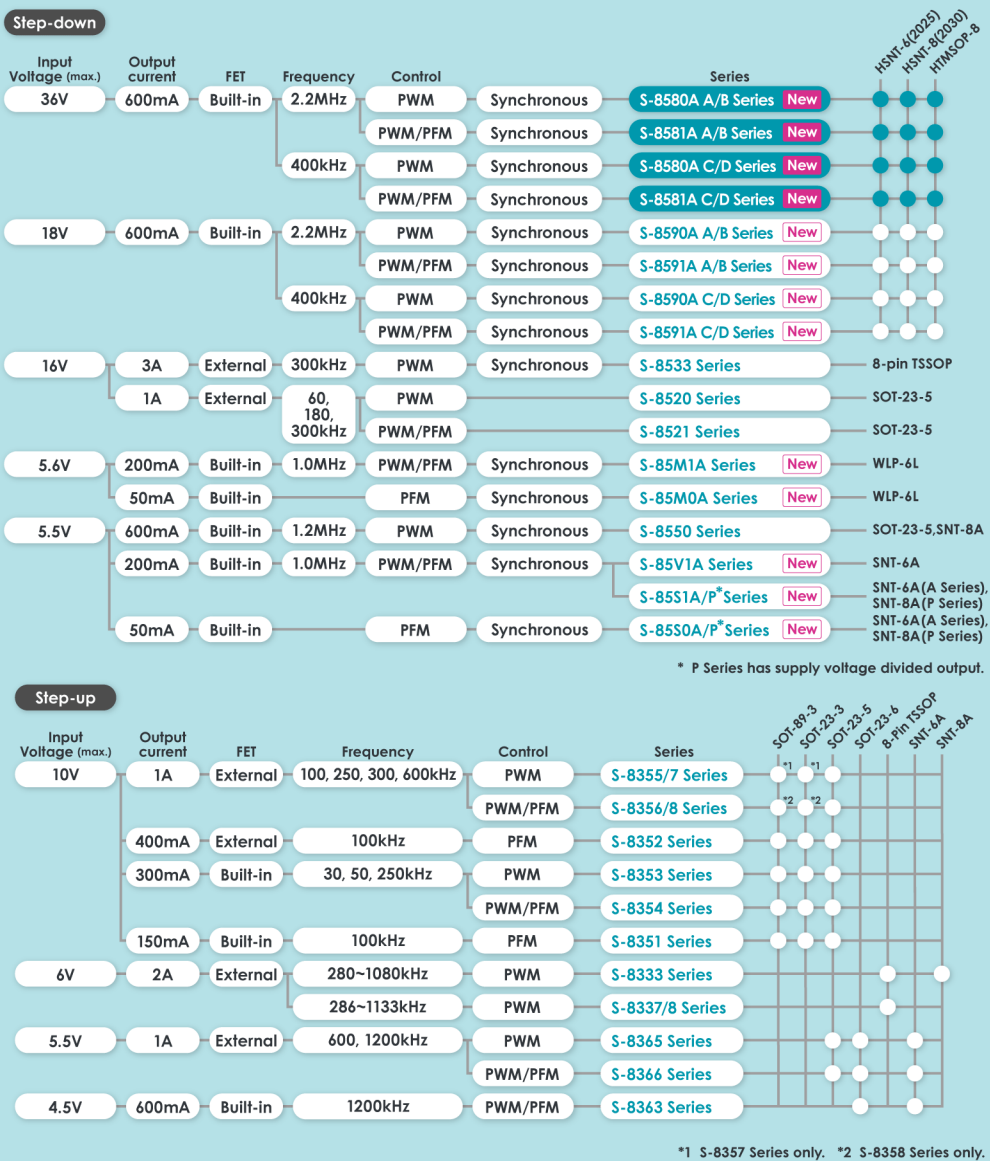 Step-down
HSNT-6(2025)
HSNT-8(2030)
HTMSOP-8
Input Voltage (max.) Output current FET Frequency Control Series
36V 600mA Built-in 2.2MHz PWM Synchronous S-8580A A/B Series New
PWM/PFM Synchronous S-8581A A/B Series New
400kHz PWM Synchronous S-8580A C/D Series New
PWM/PFM Synchronous S-8581A C/D Series New
18V 600mA Built-in 2.2MHz PWM Synchronous S-8590A A/B Series New
PWM/PFM Synchronous S-8591A A/B Series New
400kHz PWM Synchronous S-8590A C/D Series New
PWM/PFM Synchronous S-8591A C/D Series New
16V 3A External 300kHz PWM Synchronous S-8533 Series 8-pin TSSOP
1A External 60, 180, 300kHz PWM S-8520 Series SOT-23-5
PWM/PFM S-8521 Series SOT-23-5
5.6V 200mA Built-in 1.0MHz PWM/PFM Synchronous S-85M1A Series New WLP-6L
50mA Built-in PFM Synchronous S-85M0A Series New WLP-6L
5.5V 600mA Built-in 1.2MHz PWM Synchronous S-8550 Series SOT-23-5,SNT-8A
200mA Built-in 1.0MHz PWM/PFM Synchronous S-85V1A Series New SNT-6A
S-85S1A/P* Series New SNT-6A(A Series), SNT-8A(P Series)
50mA Built-in PFM Synchronous S-85S0A/P* Series New SNT-6A(A Series), SNT-8A(P Series)
* P Series has supply voltage divided output.
Step-up
SOT-89-3
SOT-23-3
SOT-23-5
SOT-23-6
8-Pin TSSOP
SNT-6A
SNT-8A
Input Voltage (max.) Output current FET Frequency Control Series
10V 1A External 100, 250, 300, 600kHz PWM S-8355/7 Series *1 *1
PWM/PFM S-8356/8 Series *2 *2
400mA External 100kHz PFM S-8352 Series
300mA Built-in 30, 50, 250kHz PWM S-8353 Series
PWM/PFM S-8354 Series
150mA Built-in 100kHz PFM S-8351 Series
6V 2A External 280~1080kHz PWM S-8333 Series
286~1133kHz PWM S-8337/8 Series
5.5V 1A External 600, 1200kHz PWM S-8365 Series
PWM/PFM S-8366 Series
4.5V 600mA Built-in 1200kHz PWM/PFM S-8363 Series
*1 S-8357 Series only. *2 S-8358 Series only.